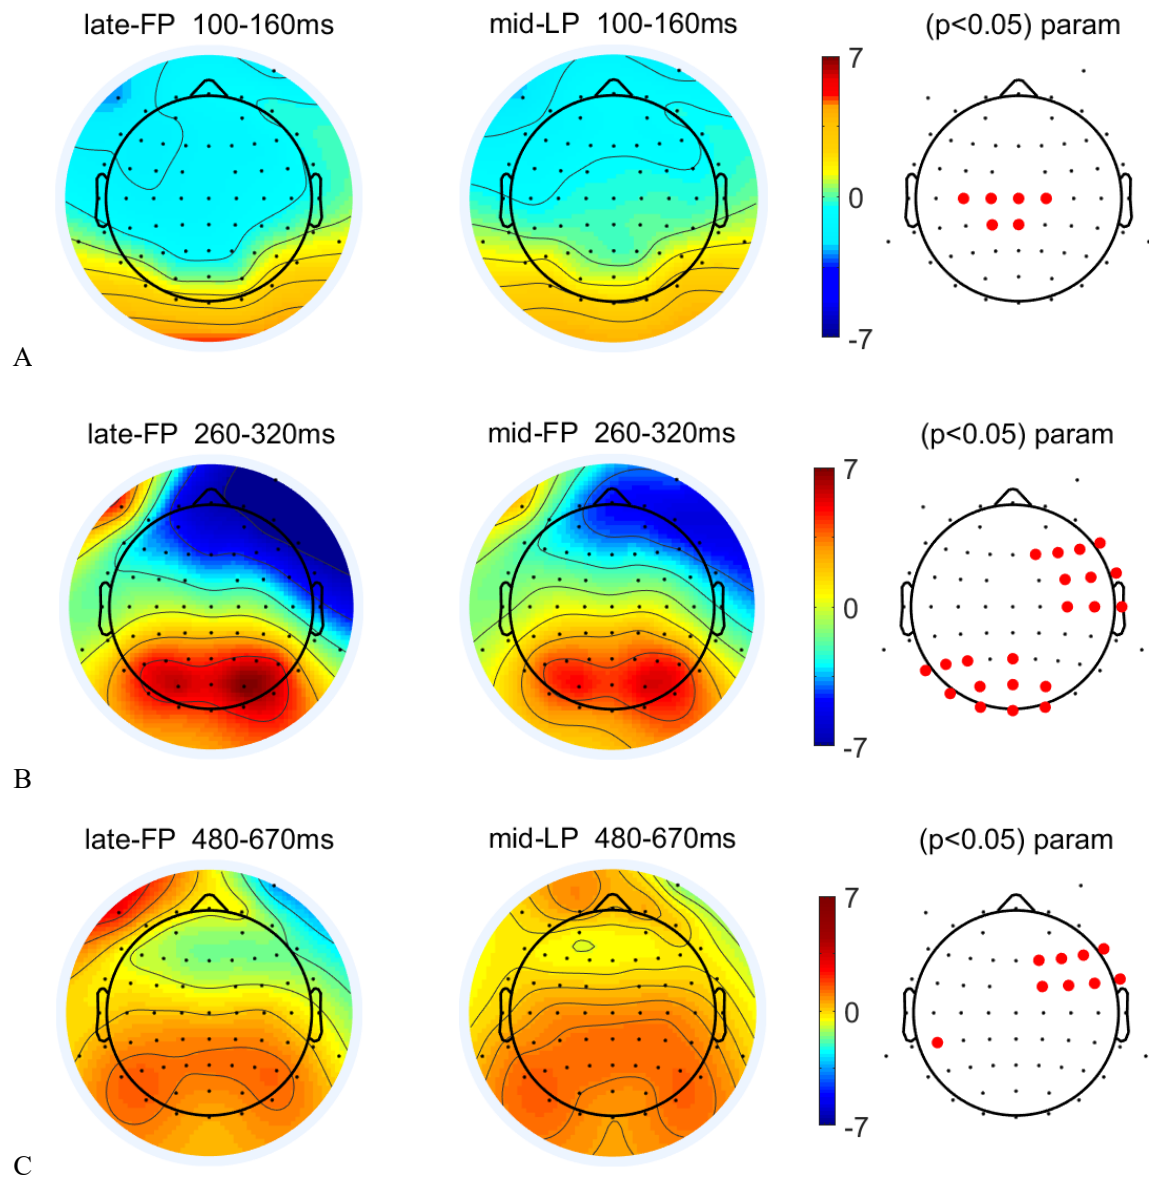 late-FP 100-160ms
mid-LP 100-160ms
(p<0.05) param
7
0
-7
A
late-FP 260-320ms
mid-FP 260-320ms
(p<0.05) param
7
0
-7
B
late-FP 480-670ms
mid-LP 480-670ms
(p<0.05) param
7
0
-7
C